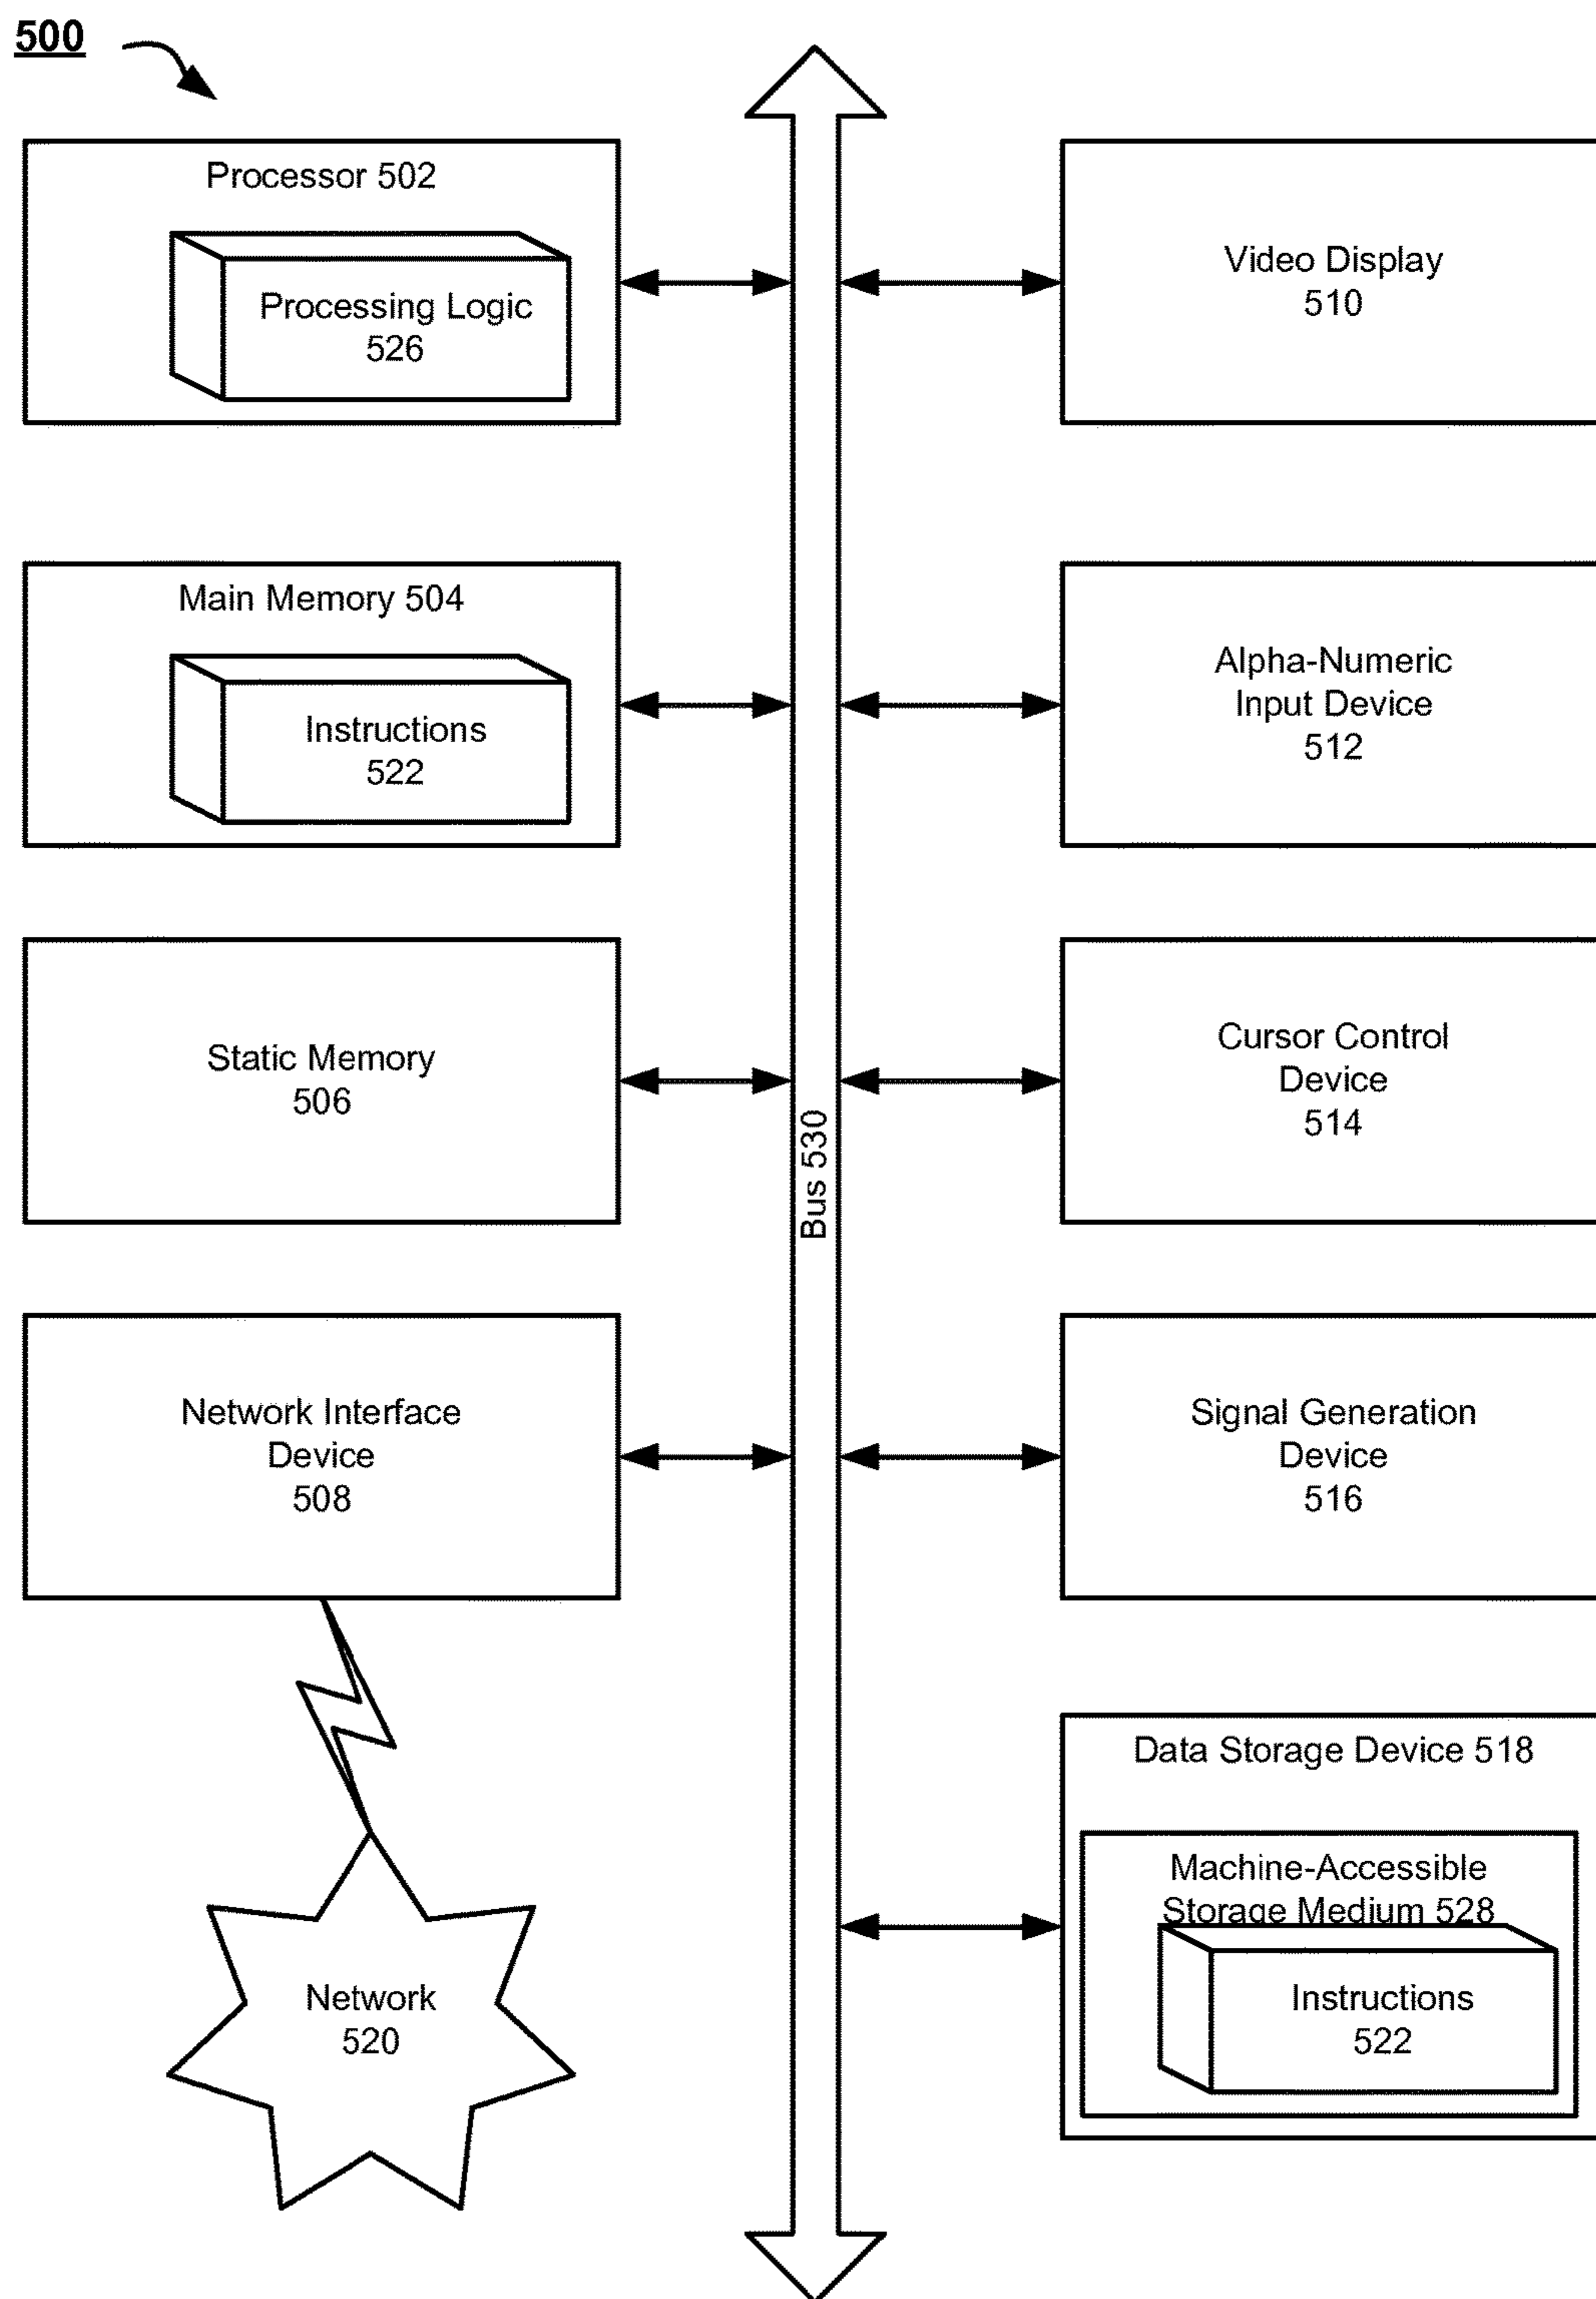 500
Processor 502
Processing Logic
526
Video Display
510
Main Memory 504
Instructions
522
Alpha-Numeric
Input Device
512
Static Memory
506
Cursor Control
Device
514
Bus 530
Network Interface
Device
508
Signal Generation
Device
516
Data Storage Device 518
Machine-Accessible
Storage Medium 528
Instructions
522
Network
520